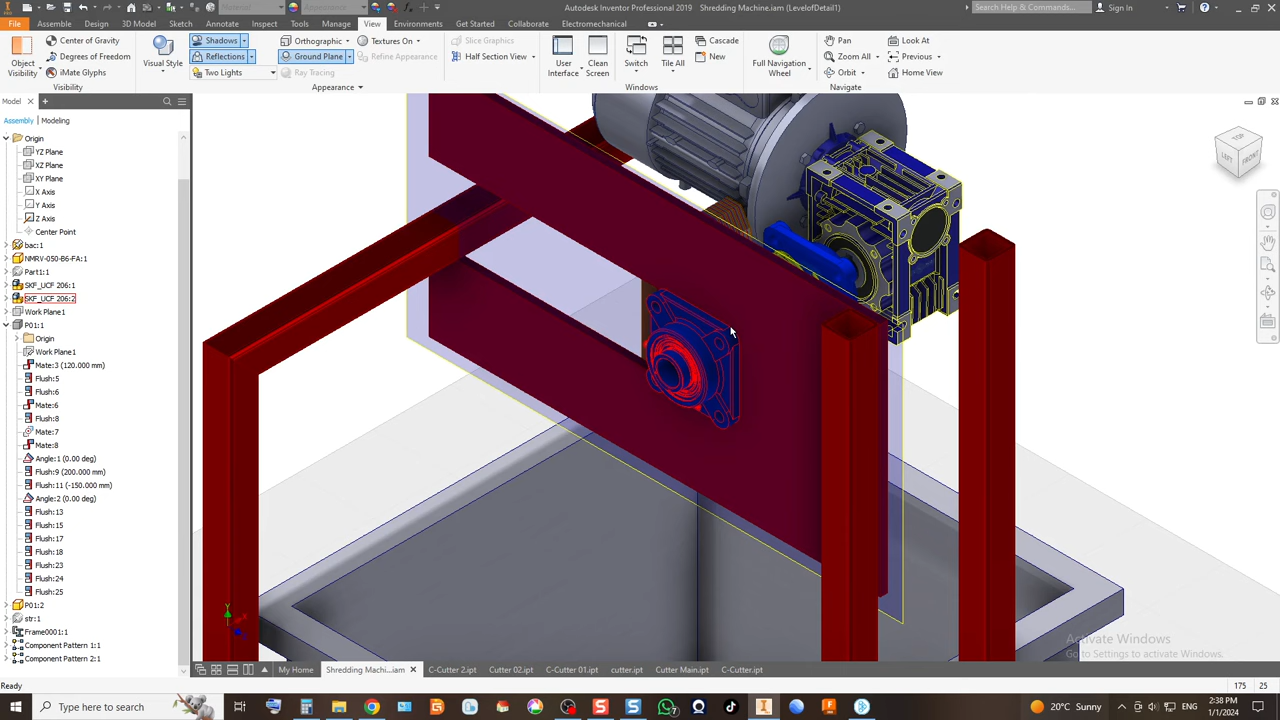 Autodesk Inventor Professional 2019   Shredding Machine.iam (LevelofDetail1)
Material
Appearance
Search Help & Commands...
Sign In
File Assemble Design 3D Model Sketch Annotate Inspect Tools Manage View Environments Get Started Collaborate Electromechanical
Object Visibility
Center of Gravity
Degrees of Freedom
iMate Glyphs
Visibility
Visual Style
Shadows
Reflections
Two Lights
Orthographic
Ground Plane
Ray Tracing
Textures On
Refine Appearance
Appearance
Slice Graphics
Half Section View
User Interface
Clean Screen
Switch
Tile All
Cascade
New
Windows
Full Navigation Wheel
Pan
Zoom All
Orbit
Look At
Previous
Home View
Navigate
Model
Assembly Modeling
Origin
YZ Plane
XZ Plane
XY Plane
X Axis
Y Axis
Z Axis
Center Point
bac:1
NMRV-050-B6-FA:1
Part1:1
SKF_UCF 206:1
SKF_UCF 206:2
Work Plane1
P01:1
Origin
Work Plane1
Mate:3 (120.000 mm)
Flush:5
Flush:6
Mate:6
Flush:8
Mate:7
Mate:8
Angle:1 (0.00 deg)
Flush:9 (200.000 mm)
Flush:11 (-150.000 mm)
Angle:2 (0.00 deg)
Flush:13
Flush:15
Flush:17
Flush:18
Flush:23
Flush:24
Flush:25
P01:2
str:1
Frame0001:1
Component Pattern 1:1
Component Pattern 2:1
TOP
LEFT
FRONT
Y
Activate Windows
Go to Settings to activate Windows.
My Home
Shredding Machi...iam
C-Cutter 2.ipt
Cutter 02.ipt
C-Cutter 01.ipt
cutter.ipt
Cutter Main.ipt
C-Cutter.ipt
Ready
175 25
Type here to search
20°C Sunny
2:38 PM
1/1/2024